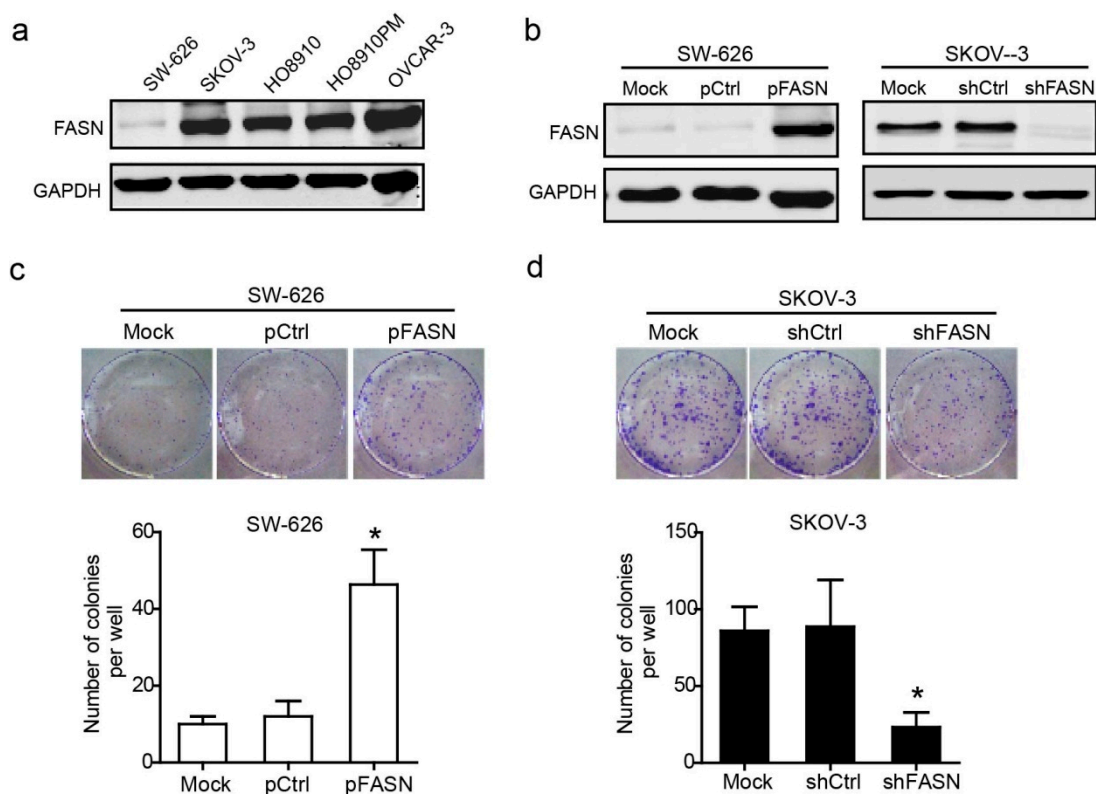 a
SW-626 SKOV-3 HO8910 HO8910PM OVCAR-3
FASN
GAPDH
b
SW-626 SKOV--3
Mock pCtrl pFASN Mock shCtrl shFASN
FASN
GAPDH
c
SW-626
Mock pCtrl pFASN
SW-626
60
40
20
0
Number of colonies
per well
*
Mock pCtrl pFASN
d
SKOV-3
Mock shCtrl shFASN
SKOV-3
150
100
50
0
Number of colonies
per well
*
Mock shCtrl shFASN